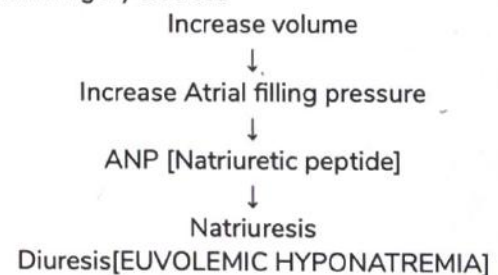 Increase volume
↓
Increase Atrial filling pressure
↓
ANP [Natriuretic peptide]
↓
Natriuresis
Diuresis[EUVOLEMIC HYPONATREMIA]